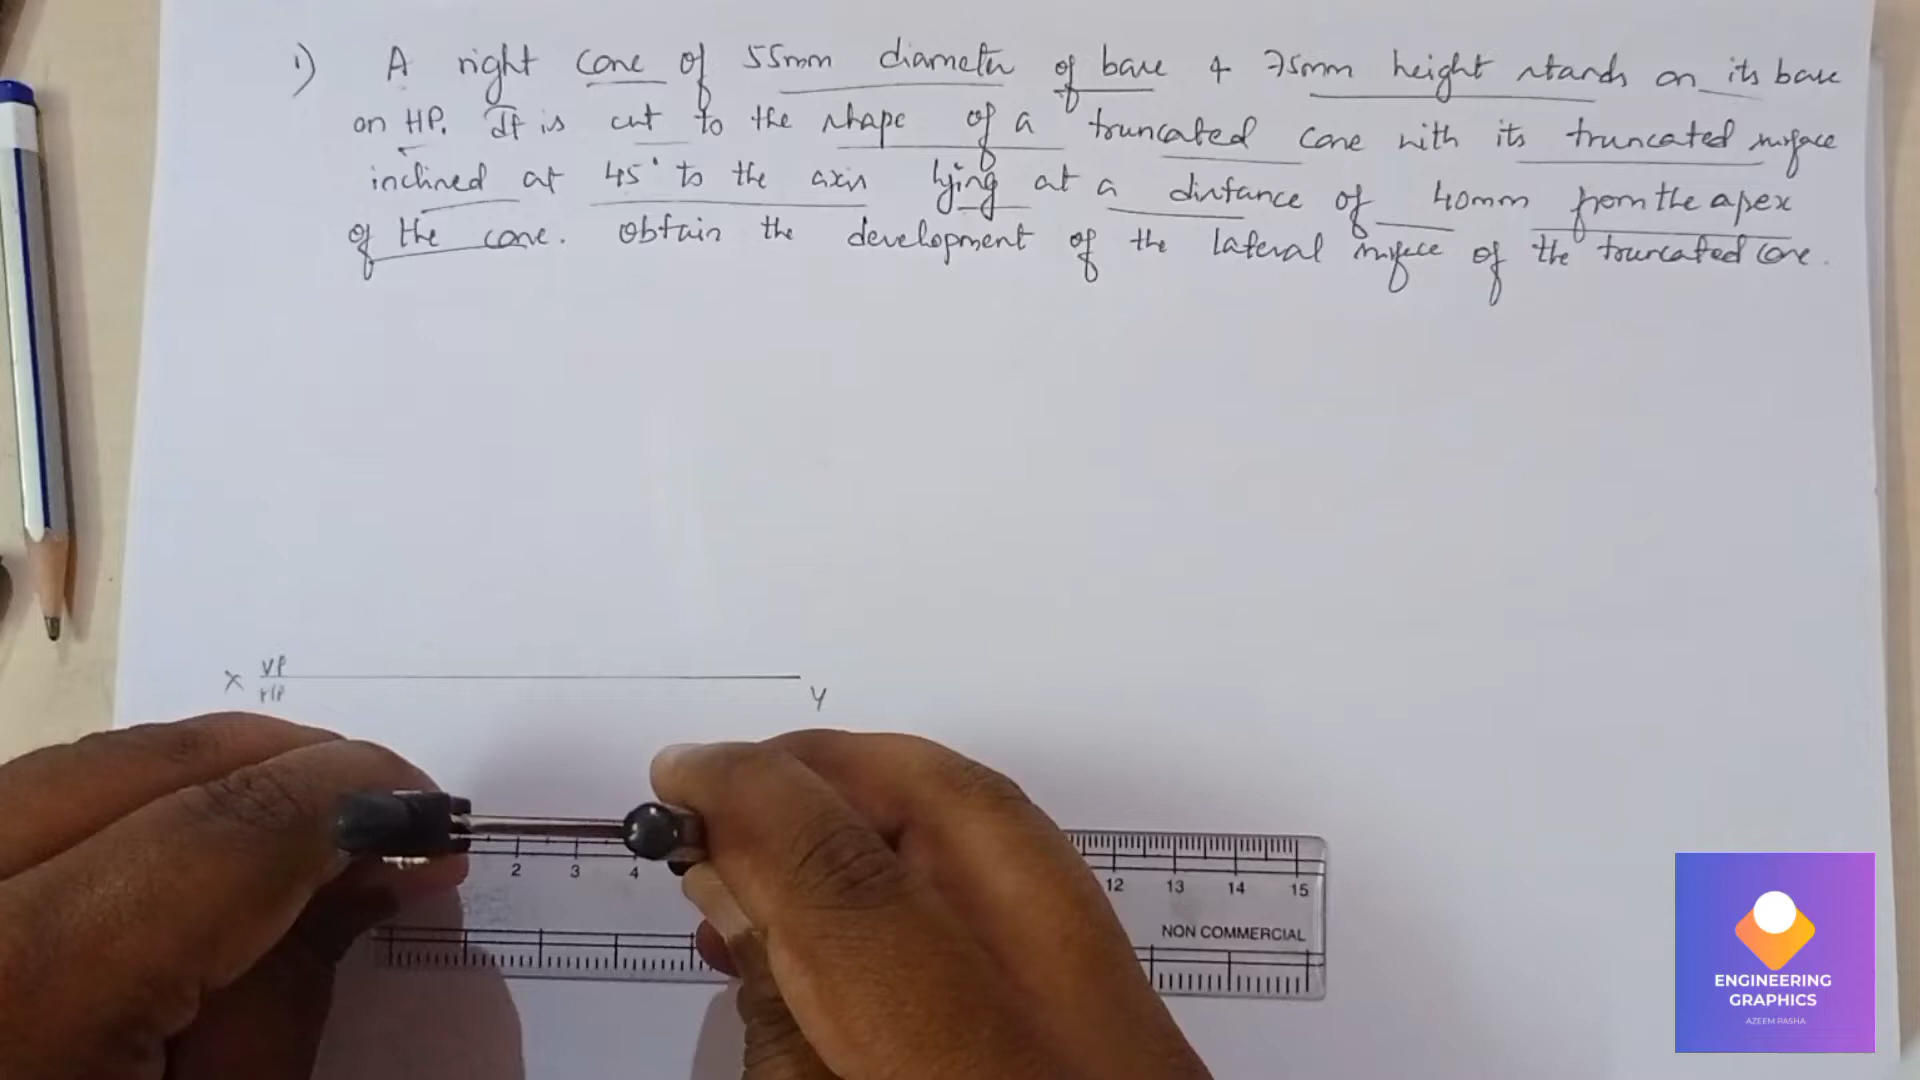 1) A right cone of 55mm diameter of base & 75mm height stands on its base
on HP. It is cut to the shape of a truncated cone with its truncated surface
inclined at 45° to the axis lying at a distance of 40mm from the apex
of the cone. Obtain the development of the lateral surface of the truncated cone.
VP
X Y
HP
2 3 4 12 13 14 15
NON COMMERCIAL
ENGINEERING
GRAPHICS
AZEEM PASHA